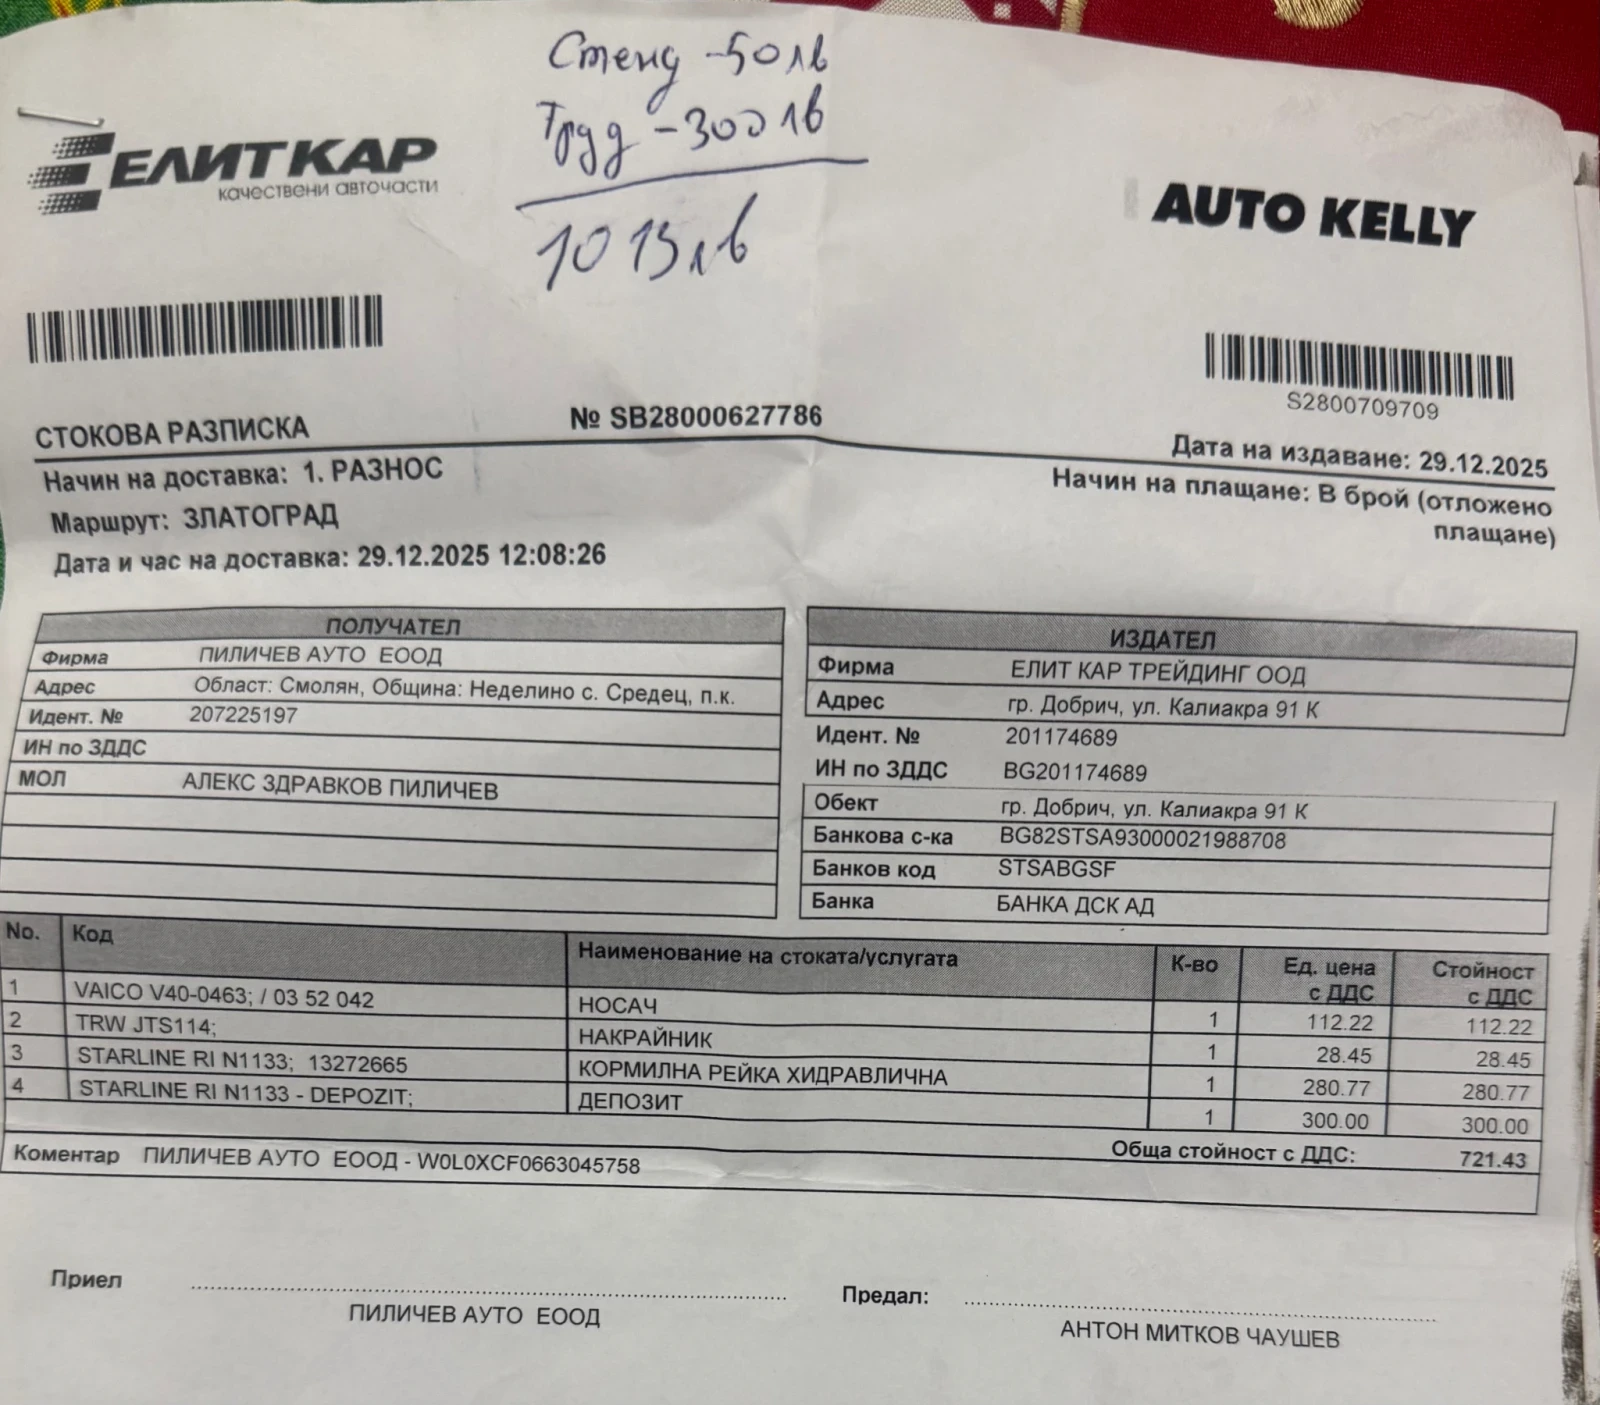 Стенд -50лв
Труд -300лв
1013лв
ЕЛИТ КАР
качествени авточасти
AUTO KELLY
S2800709709
СТОКОВА РАЗПИСКА
№ SB28000627786
Дата на издаване: 29.12.2025
Начин на доставка: 1. РАЗНОС
Начин на плащане: В брой (отложено
плащане)
Маршрут: ЗЛАТОГРАД
Дата и час на доставка: 29.12.2025 12:08:26
ПОЛУЧАТЕЛ
Фирма ПИЛИЧЕВ АУТО ЕООД
Адрес Област: Смолян, Община: Неделино с. Средец, п.к.
Идент. № 207225197
ИН по ЗДДС
МОЛ АЛЕКС ЗДРАВКОВ ПИЛИЧЕВ
ИЗДАТЕЛ
Фирма ЕЛИТ КАР ТРЕЙДИНГ ООД
Адрес гр. Добрич, ул. Калиакра 91 К
Идент. № 201174689
ИН по ЗДДС BG201174689
Обект гр. Добрич, ул. Калиакра 91 К
Банкова с-ка BG82STSA93000021988708
Банков код STSABGSF
Банка БАНКА ДСК АД
No. Код Наименование на стоката/услугата К-во Ед. цена с ДДС Стойност с ДДС
1 VAICO V40-0463; / 03 52 042 НОСАЧ 1 112.22 112.22
2 TRW JTS114; НАКРАЙНИК 1 28.45 28.45
3 STARLINE RI N1133; 13272665 КОРМИЛНА РЕЙКА ХИДРАВЛИЧНА 1 280.77 280.77
4 STARLINE RI N1133 - DEPOZIT; ДЕПОЗИТ 1 300.00 300.00
Обща стойност с ДДС: 721.43
Коментар ПИЛИЧЕВ АУТО ЕООД - W0L0XCF0663045758
Приел
ПИЛИЧЕВ АУТО ЕООД
Предал:
АНТОН МИТКОВ ЧАУШЕВ